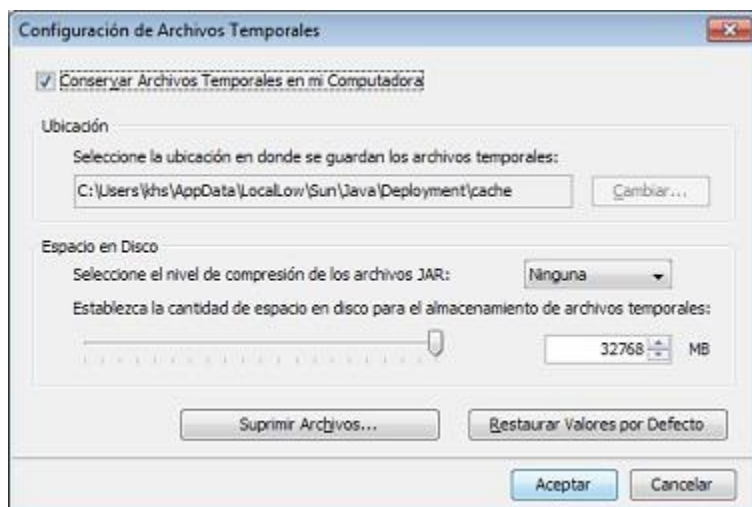 Configuración de Archivos Temporales
Conservar Archivos Temporales en mi Computadora
Ubicación
Seleccione la ubicación en donde se guardan los archivos temporales:
C:\Users\khs\AppData\LocalLow\Sun\Java\Deployment\cache
Cambiar...
Espacio en Disco
Seleccione el nivel de compresión de los archivos JAR:
Ninguna
Establezca la cantidad de espacio en disco para el almacenamiento de archivos temporales:
32768 MB
Suprimir Archivos...
Restaurar Valores por Defecto
Aceptar
Cancelar